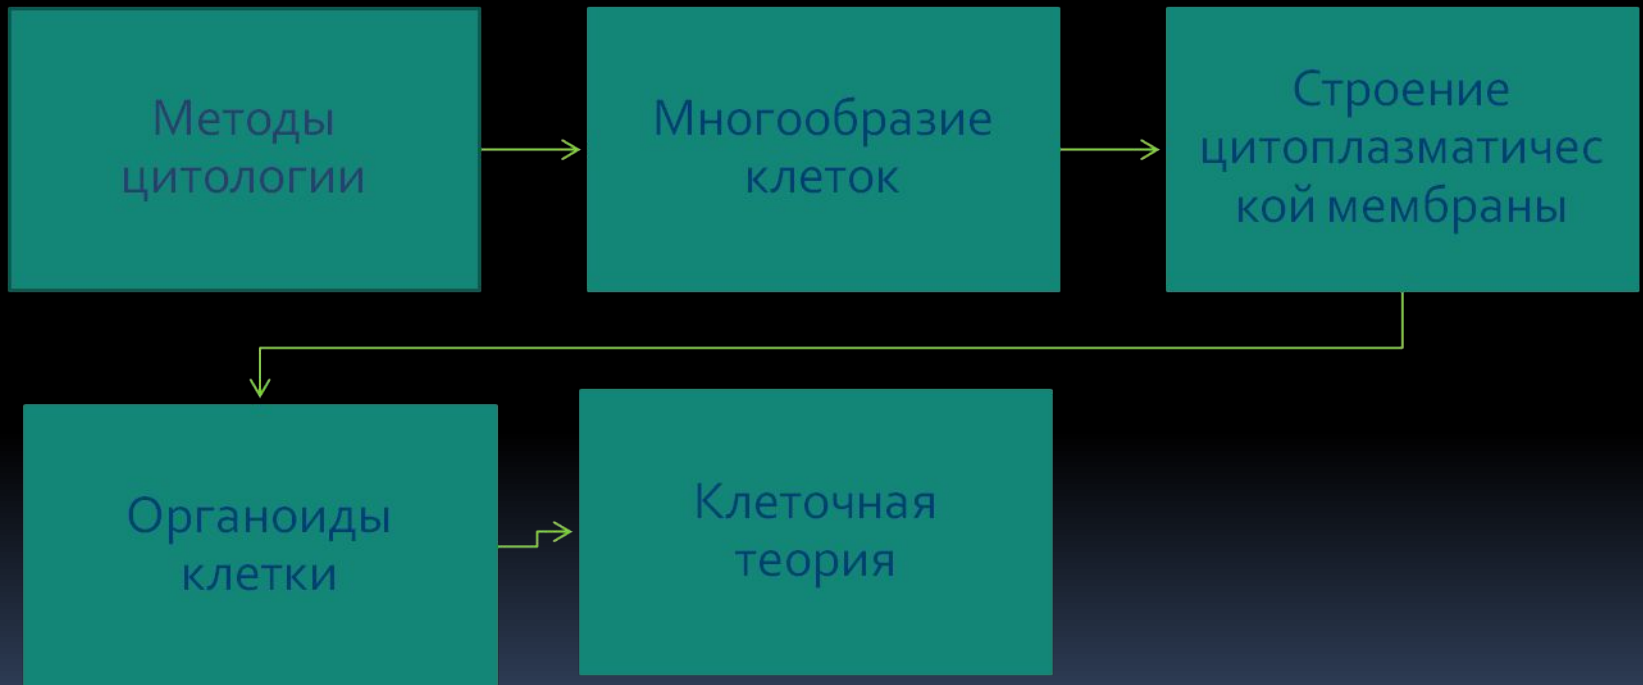 Методы
цитологии
Многообразие
клеток
Строение
цитоплазматичес
кой мембраны
Органоиды
клетки
Клеточная
теория